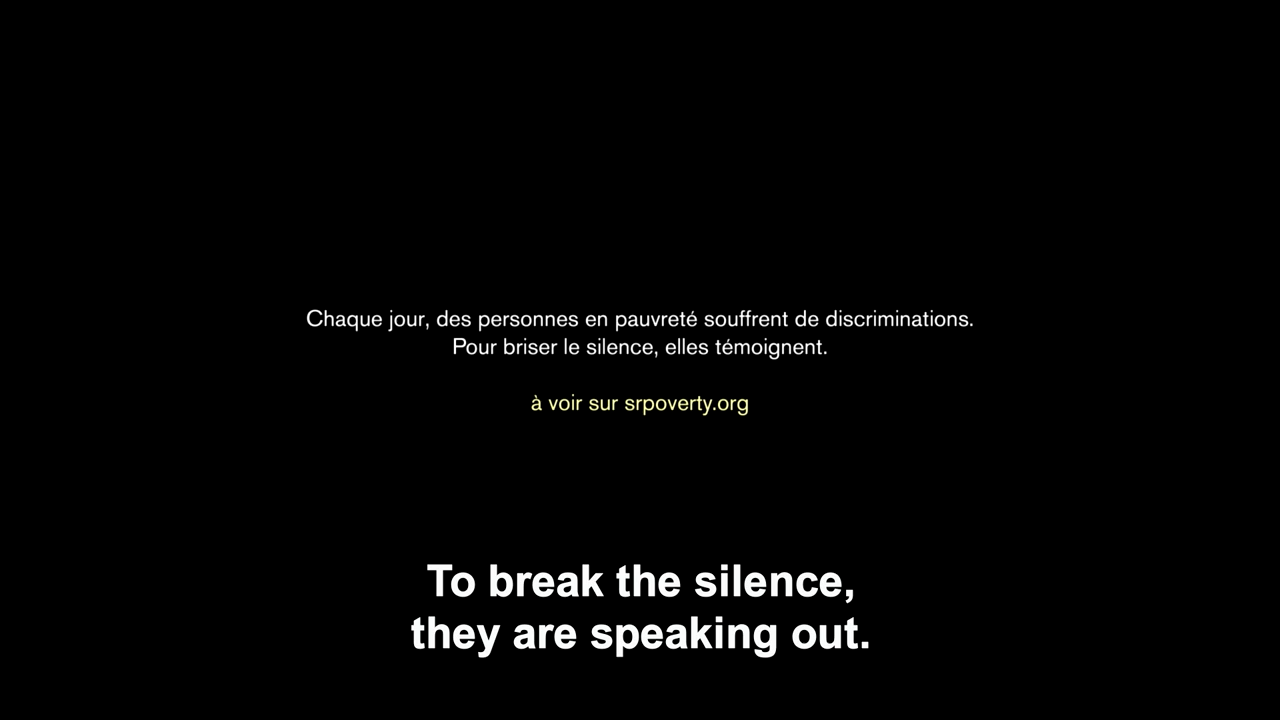 Chaque jour, des personnes en pauvreté souffrent de discriminations.
Pour briser le silence, elles témoignent.
à voir sur srpoverty.org
To break the silence,
they are speaking out.